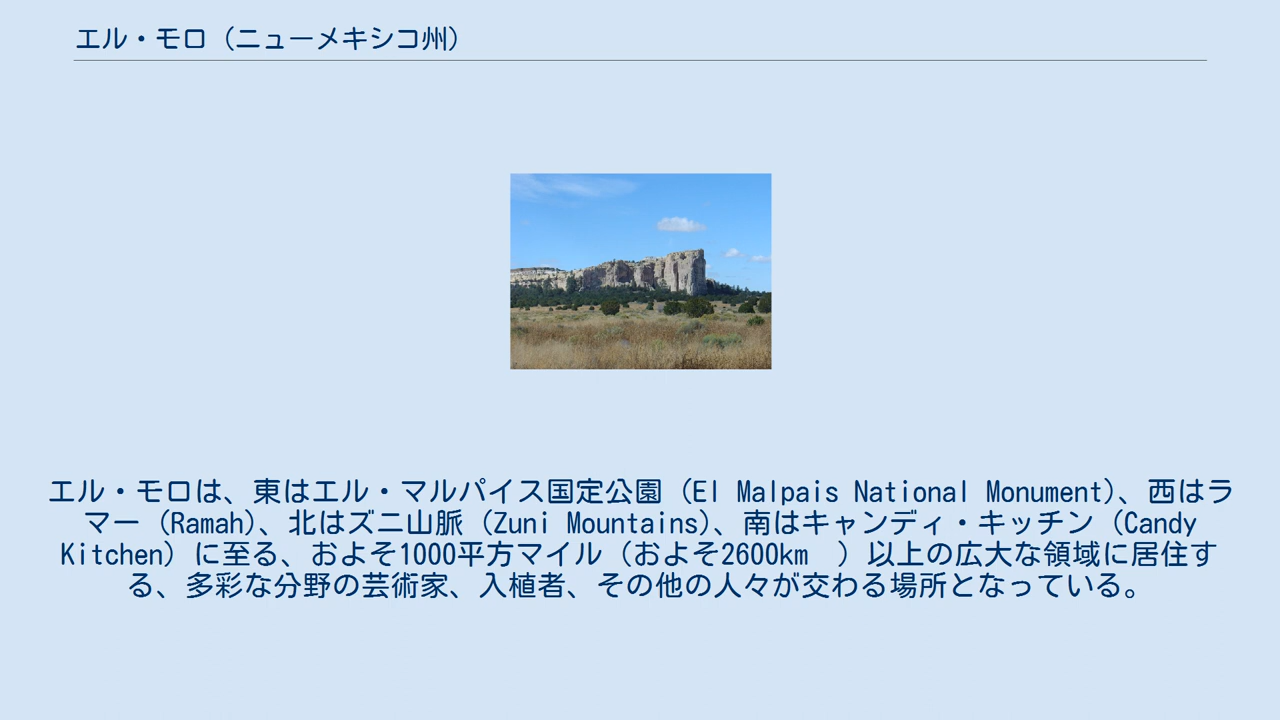 エル・モロ（ニューメキシコ州）
エル・モロは、東はエル・マルパイス国定公園（El Malpais National Monument）、西はラ
マー（Ramah）、北はズニ山脈（Zuni Mountains）、南はキャンディ・キッチン（Candy
Kitchen）に至る、およそ1000平方マイル（およそ2600km　）以上の広大な領域に居住す
る、多彩な分野の芸術家、入植者、その他の人々が交わる場所となっている。